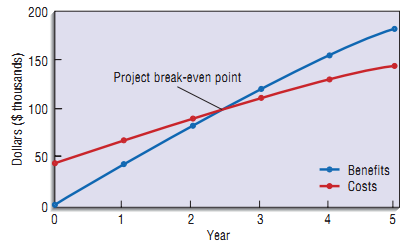 200
150
100
50
0
Dollars ($ thousands)
Project break-even point
Benefits
Costs
0 1 2 3 4 5
Year